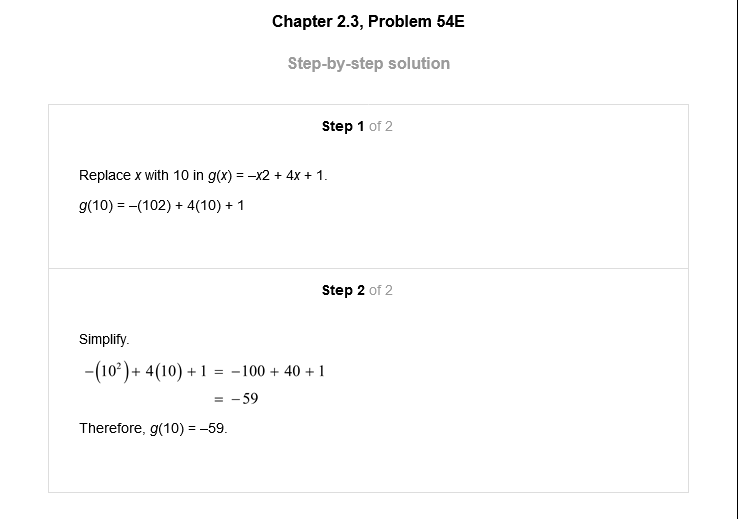 Chapter 2.3, Problem 54E
Step-by-step solution
Step 1 of 2
Replace x with 10 in g(x) = –x2 + 4x + 1.
g(10) = –(102) + 4(10) + 1
Step 2 of 2
Simplify.
−(10²) + 4(10) + 1 = −100 + 40 + 1
= −59
Therefore, g(10) = –59.